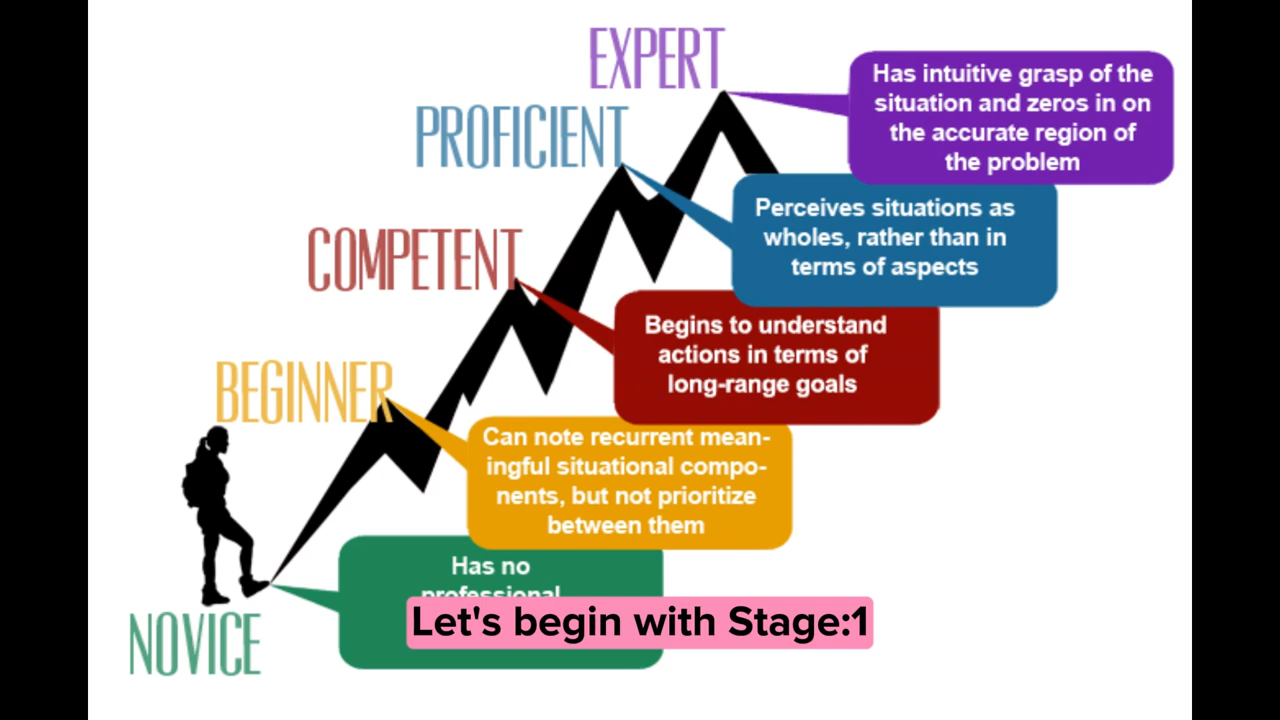 EXPERT
Has intuitive grasp of the
situation and zeros in on
the accurate region of
the problem
PROFICIENT
Perceives situations as
wholes, rather than in
terms of aspects
COMPETENT
Begins to understand
actions in terms of
long-range goals
BEGINNER
Can note recurrent mean-
ingful situational compo-
nents, but not prioritize
between them
NOVICE
Has no
professional
Let's begin with Stage:1